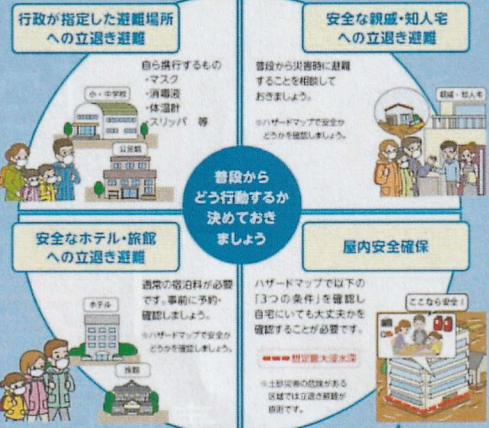 行政が指定した避難場所
への立退き避難
自ら携行するもの
・マスク
・消毒液
・体温計
・スリッパ 等
小・中学校
公民館
安全な親戚・知人宅
への立退き避難
普段から災害時に避難
することを相談して
おきましょう。
※ハザードマップで安全か
どうかを確認しましょう。
親戚・知人宅
普段から
どう行動するか
決めておき
ましょう
安全なホテル・旅館
への立退き避難
通常の宿泊料が必要
です。事前に予約・
確認しましょう。
※ハザードマップで安全か
どうかを確認しましょう。
ホテル
旅館
屋内安全確保
ハザードマップで以下の
「3つの条件」を確認し
自宅にいても大丈夫かを
確認することが必要です。
想定最大浸水深
※土砂災害の危険がある
区域では立退き避難が
原則です。
ここなら安全!